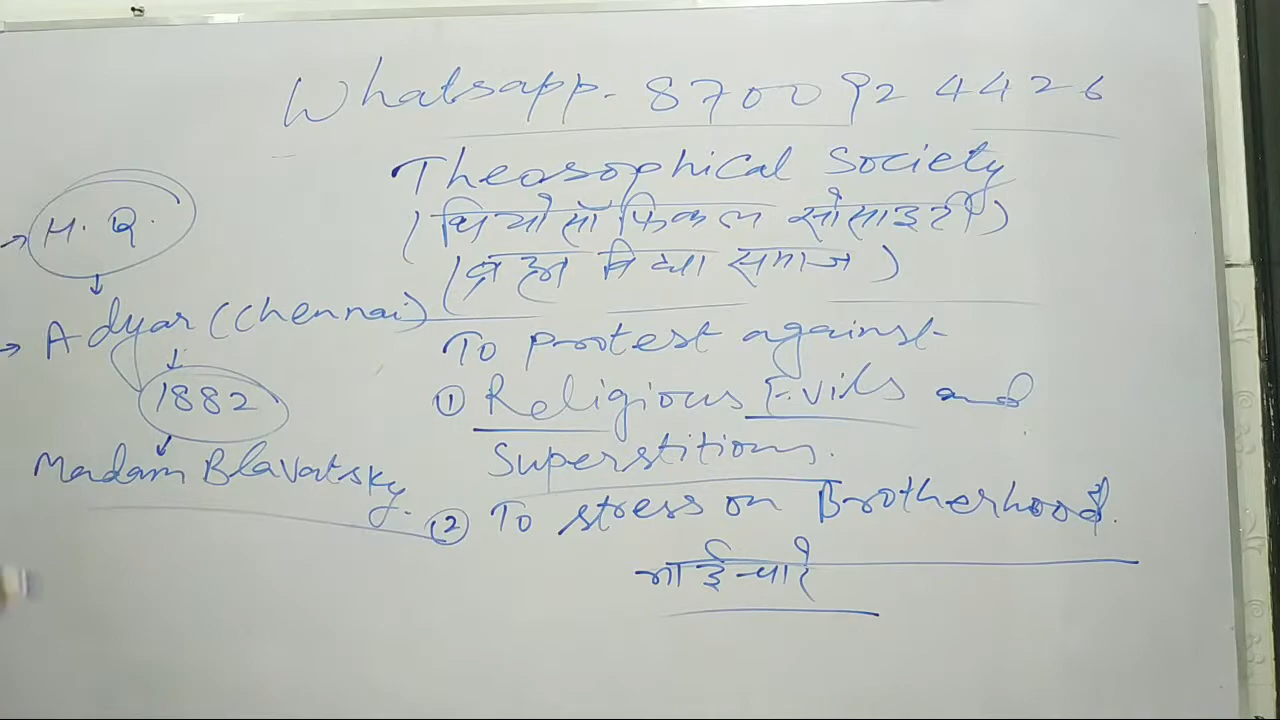 Whatsapp. 8700924426
Theosophical Society
(थियोसॉफिकल सोसाइटी)
(ब्रह्म विद्या समाज)
→ H. Q.
→ Adyar (Chennai)
1882
Madam Blavatsky.
To protest against
① Religious Evils and
Superstitions.
② To stress on Brotherhood.
भाईचारे